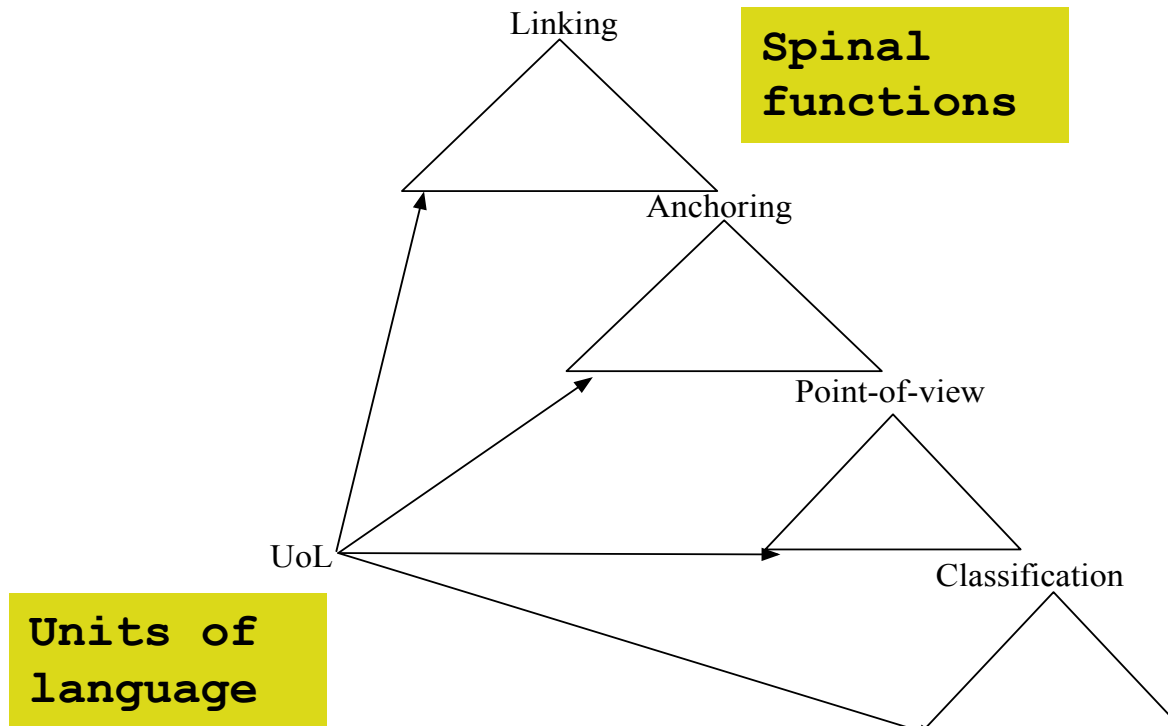 Linking
Spinal
functions
Anchoring
Point-of-view
UoL
Classification
Units of
language